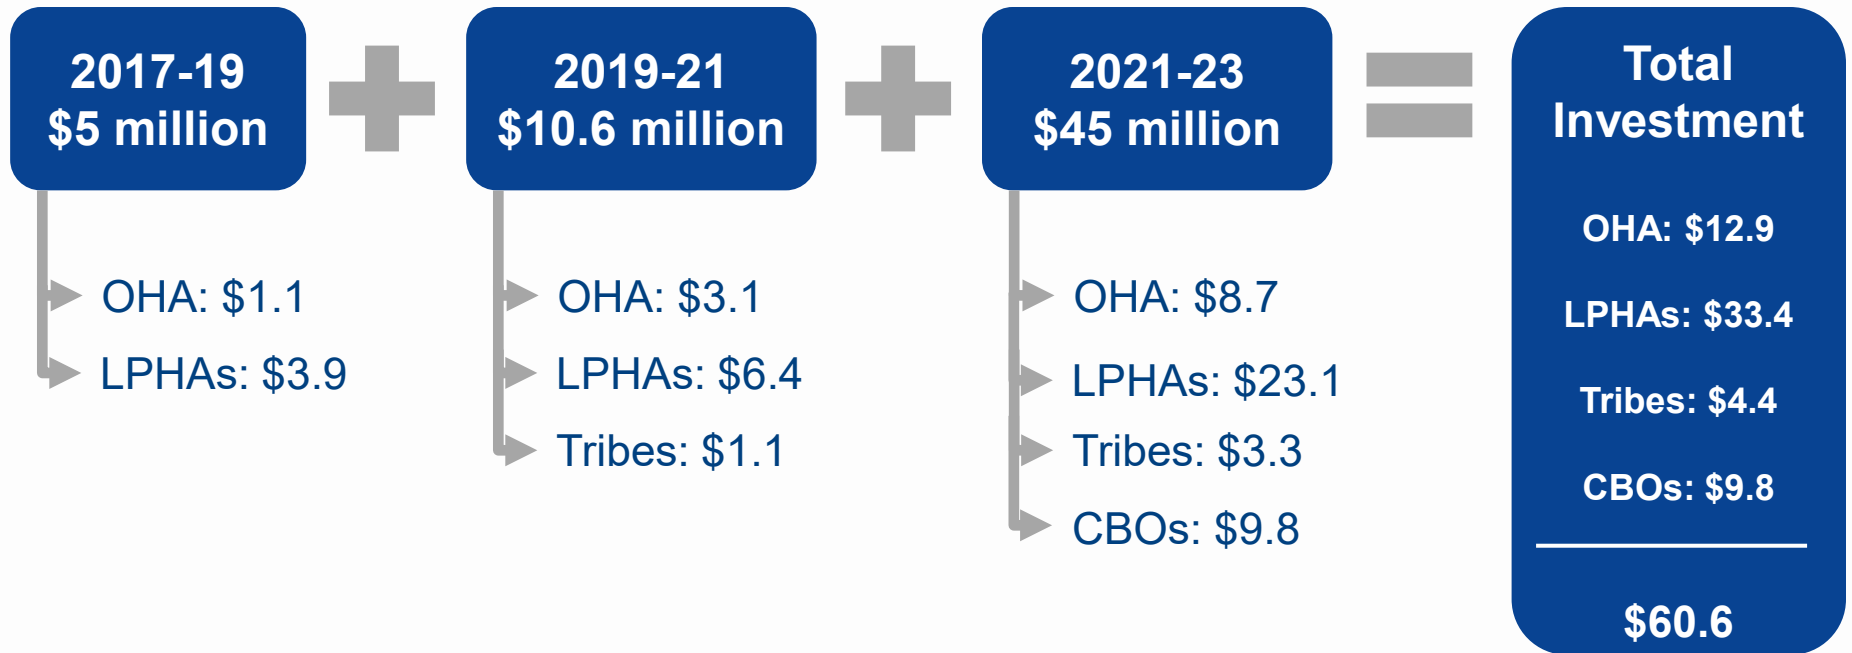 2017-19
$5 million
OHA: $1.1
LPHAs: $3.9
2019-21
$10.6 million
OHA: $3.1
LPHAs: $6.4
Tribes: $1.1
2021-23
$45 million
OHA: $8.7
LPHAs: $23.1
Tribes: $3.3
CBOs: $9.8
Total
Investment
OHA: $12.9
LPHAs: $33.4
Tribes: $4.4
CBOs: $9.8
$60.6